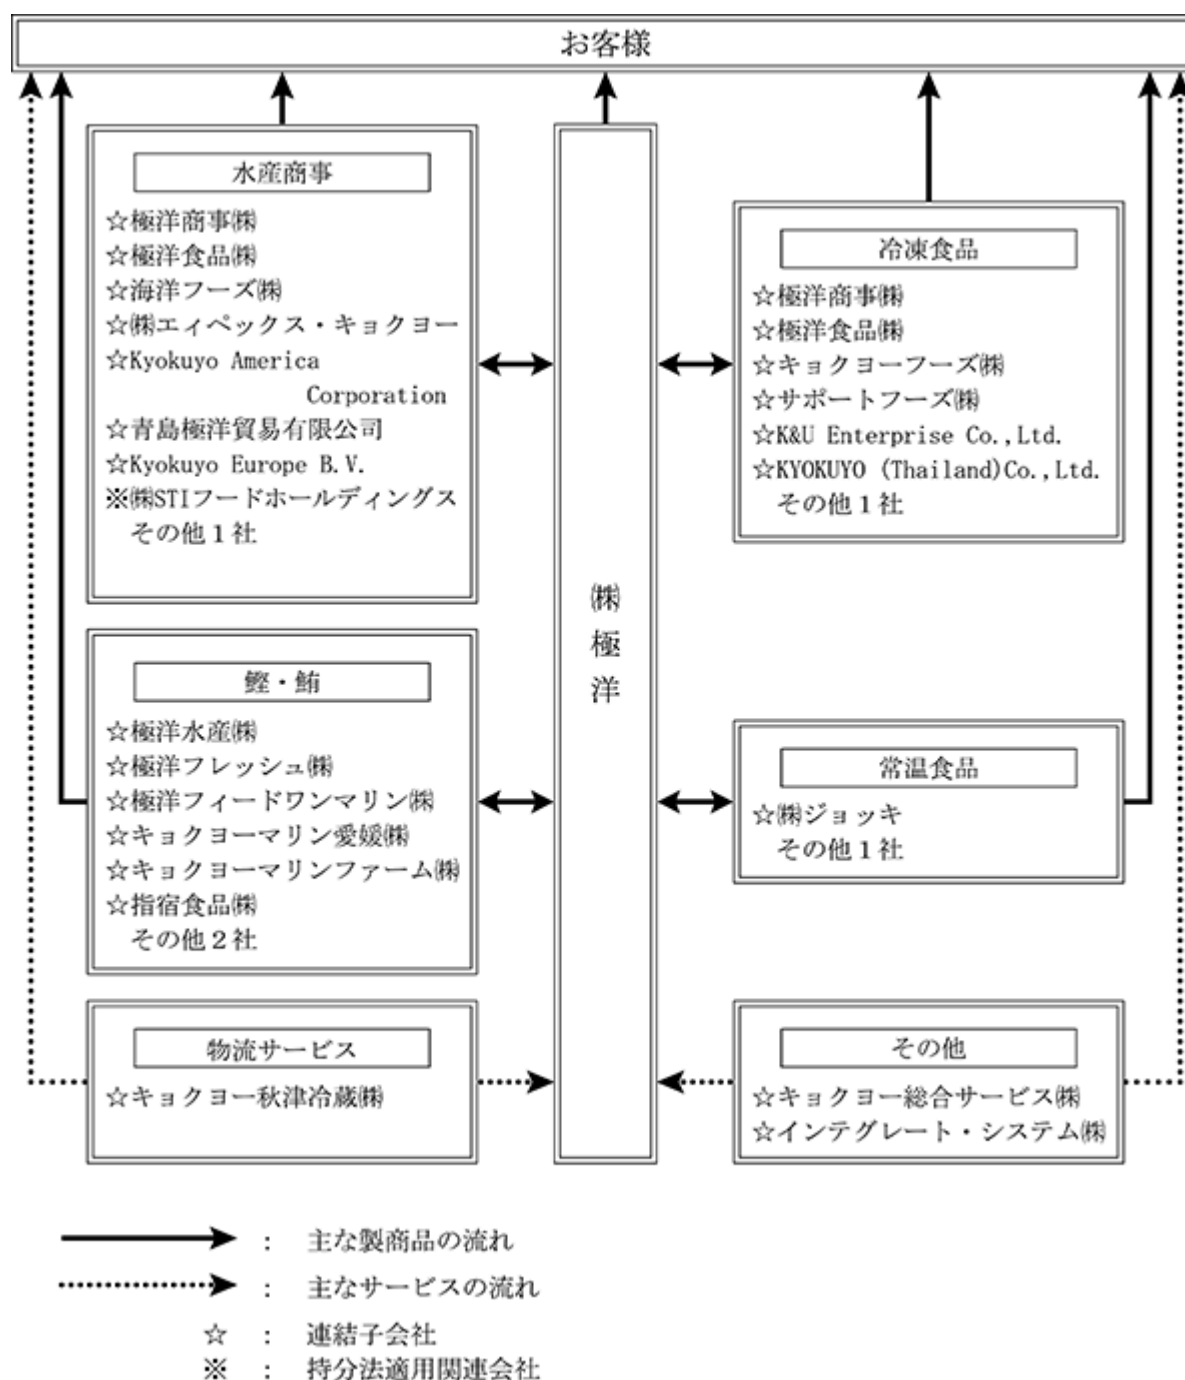 お客様
水産商事
☆極洋商事㈱
☆極洋食品㈱
☆海洋フーズ㈱
☆㈱エィペックス・キョクヨー
☆Kyokuyo America
Corporation
☆青島極洋貿易有限公司
☆Kyokuyo Europe B.V.
※㈱STIフードホールディングス
その他１社
鰹・鮪
☆極洋水産㈱
☆極洋フレッシュ㈱
☆極洋フィードワンマリン㈱
☆キョクヨーマリン愛媛㈱
☆キョクヨーマリンファーム㈱
☆指宿食品㈱
その他２社
物流サービス
☆キョクヨー秋津冷蔵㈱
㈱極洋
冷凍食品
☆極洋商事㈱
☆極洋食品㈱
☆キョクヨーフーズ㈱
☆サポートフーズ㈱
☆K&U Enterprise Co.,Ltd.
☆KYOKUYO (Thailand)Co.,Ltd.
その他１社
常温食品
☆㈱ジョッキ
その他１社
その他
☆キョクヨー総合サービス㈱
☆インテグレート・システム㈱
： 主な製商品の流れ
： 主なサービスの流れ
☆ ： 連結子会社
※ ： 持分法適用関連会社